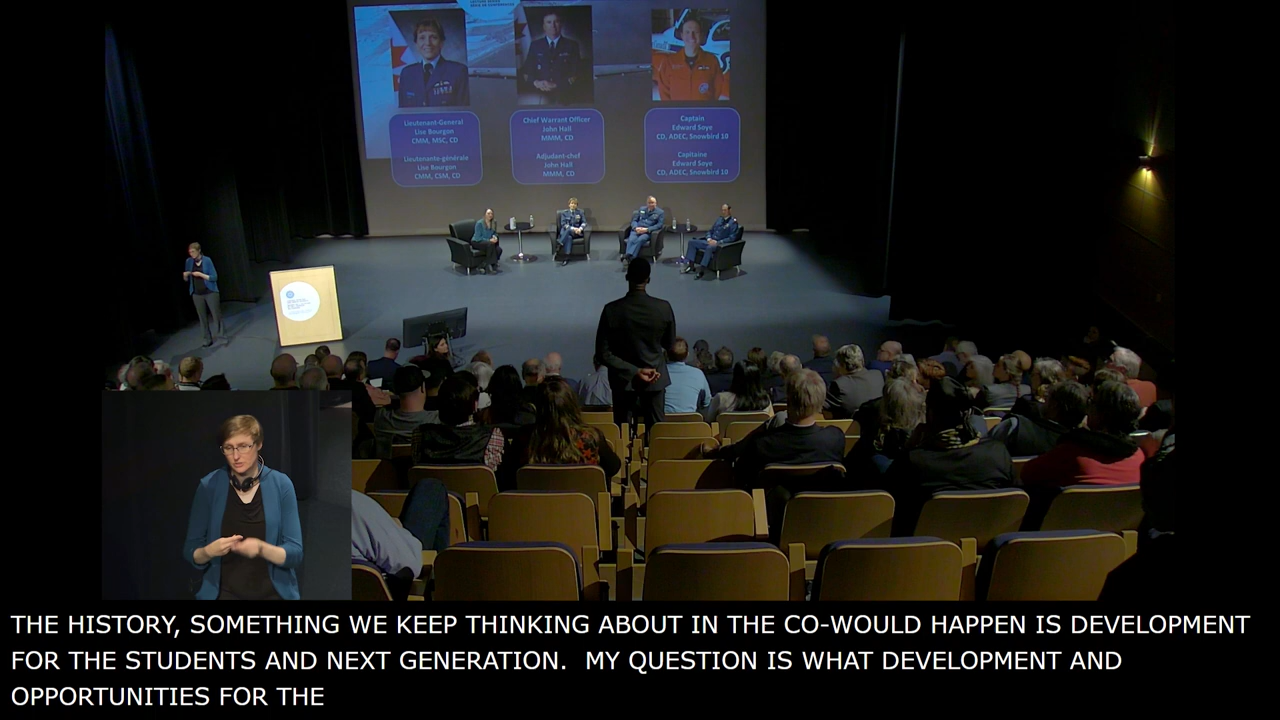 Lieutenant-General
Lise Bourgon
CMM, MSC, CD
Lieutenante-générale
Lise Bourgon
CMM, CSM, CD
Chief Warrant Officer
John Hall
MMM, CD
Adjudant-chef
John Hall
MMM, CD
Captain
Edward Soye
CD, ADEC, Snowbird 10
Capitaine
Edward Soye
CD, ADEC, Snowbird 10
THE HISTORY, SOMETHING WE KEEP THINKING ABOUT IN THE CO-WOULD HAPPEN IS DEVELOPMENT
FOR THE STUDENTS AND NEXT GENERATION.  MY QUESTION IS WHAT DEVELOPMENT AND
OPPORTUNITIES FOR THE